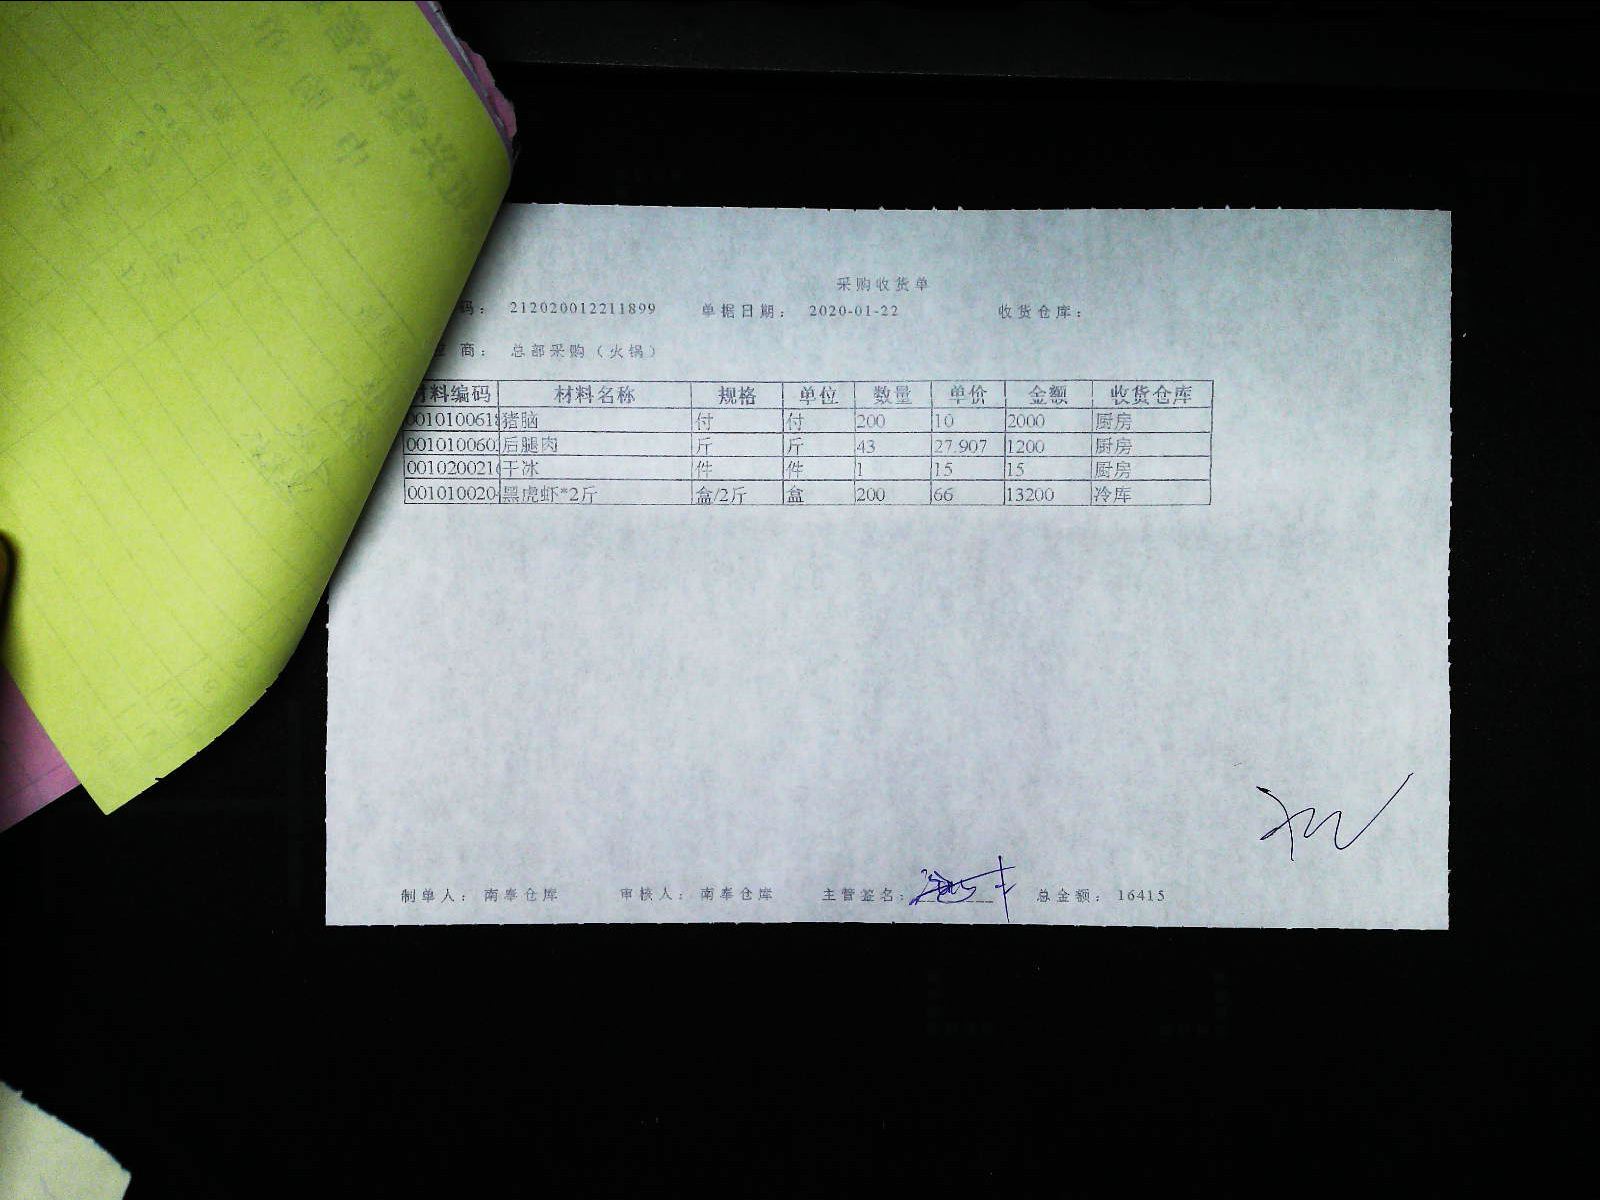 采购收货单
码: 212020012211899 单据日期: 2020-01-22 收货仓库:
商: 总部采购(火锅)
材料编码 材料名称 规格 单位 数量 单价 金额 收货仓库
0010100618 猪脑 付 付 200 10 2000 厨房
001010060 后腿肉 斤 斤 43 27.907 1200 厨房
001020021 干冰 件 件 1 15 15 厨房
001010020 黑虎虾*2斤 盒/2斤 盒 200 66 13200 冷库
制单人: 南奉仓库 审核人: 南奉仓库 主管签名: 总金额: 16415